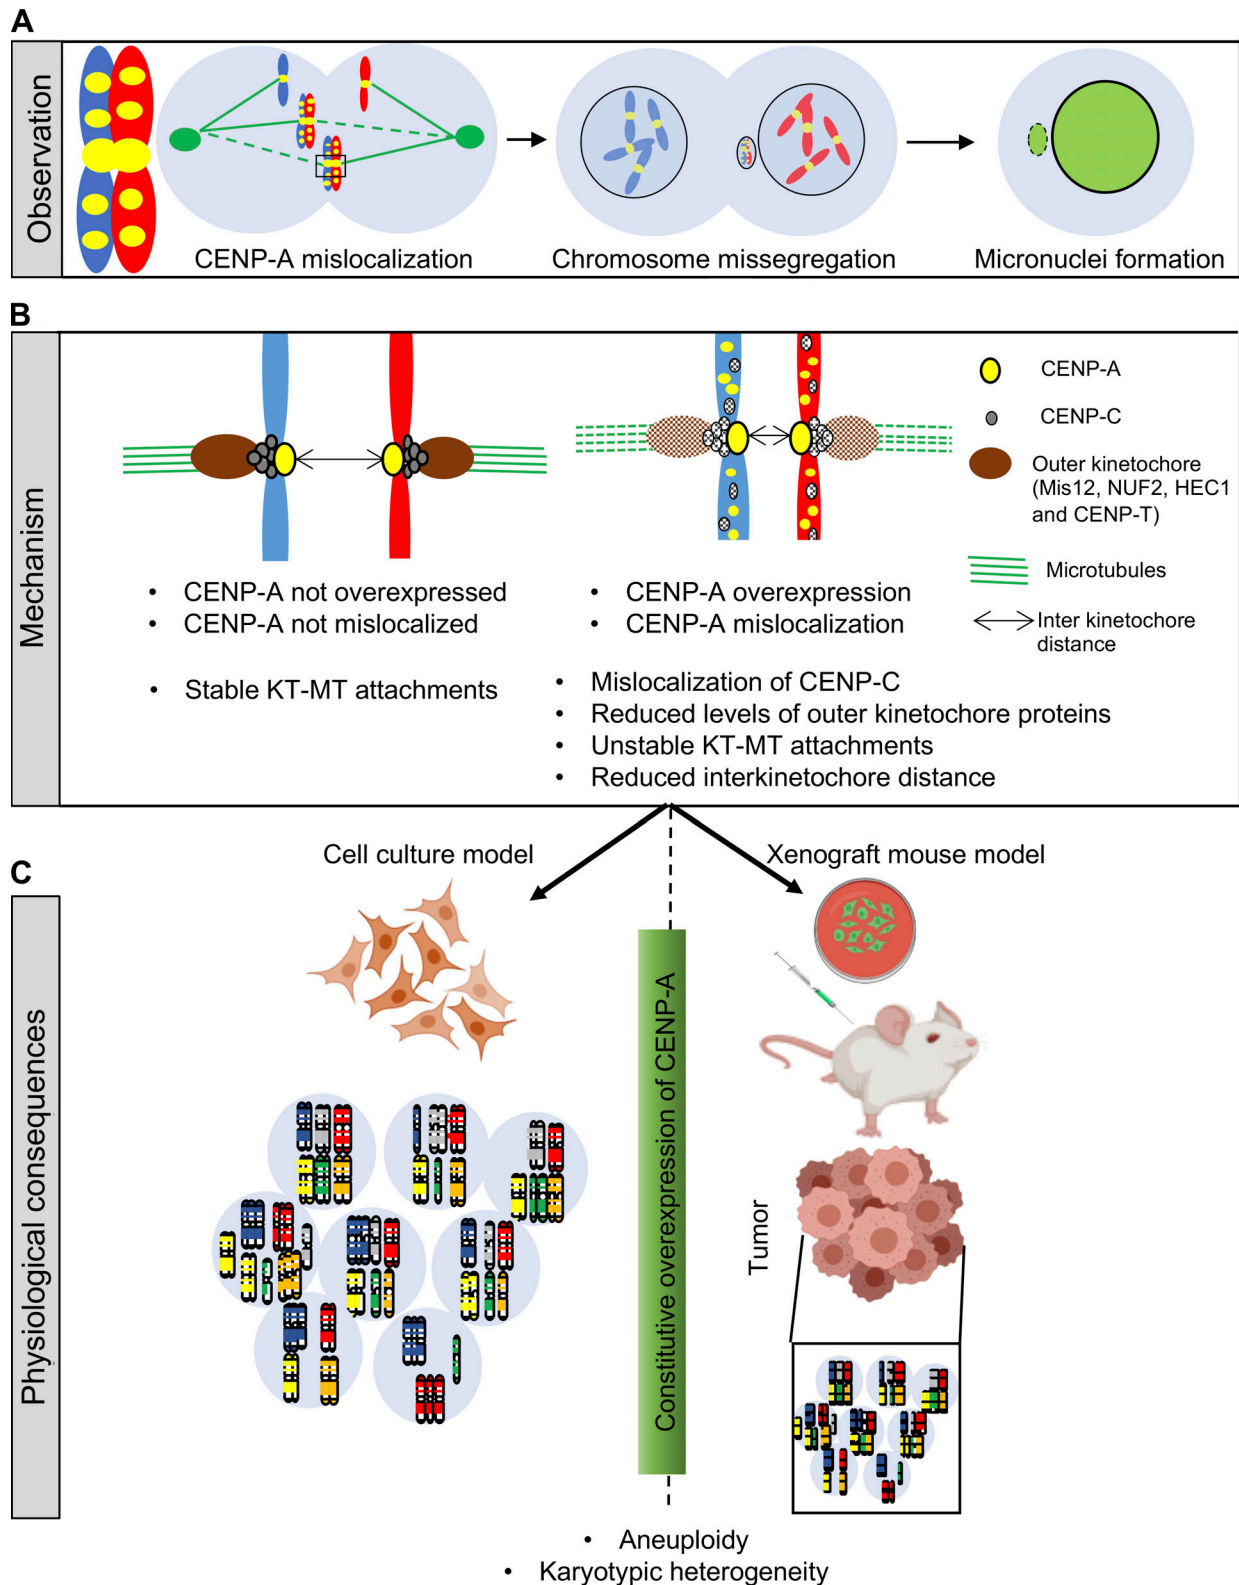 A
Observation
CENP-A mislocalization
Chromosome missegregation
Micronuclei formation
B
Mechanism
CENP-A
CENP-C
Outer kinetochore
(Mis12, NUF2, HEC1
and CENP-T)
Microtubules
Inter kinetochore
distance
• CENP-A not overexpressed
• CENP-A not mislocalized
• Stable KT-MT attachments
• CENP-A overexpression
• CENP-A mislocalization
• Mislocalization of CENP-C
• Reduced levels of outer kinetochore proteins
• Unstable KT-MT attachments
• Reduced interkinetochore distance
C
Physiological consequences
Cell culture model
Xenograft mouse model
Constitutive overexpression of CENP-A
Tumor
• Aneuploidy
• Karyotypic heterogeneity